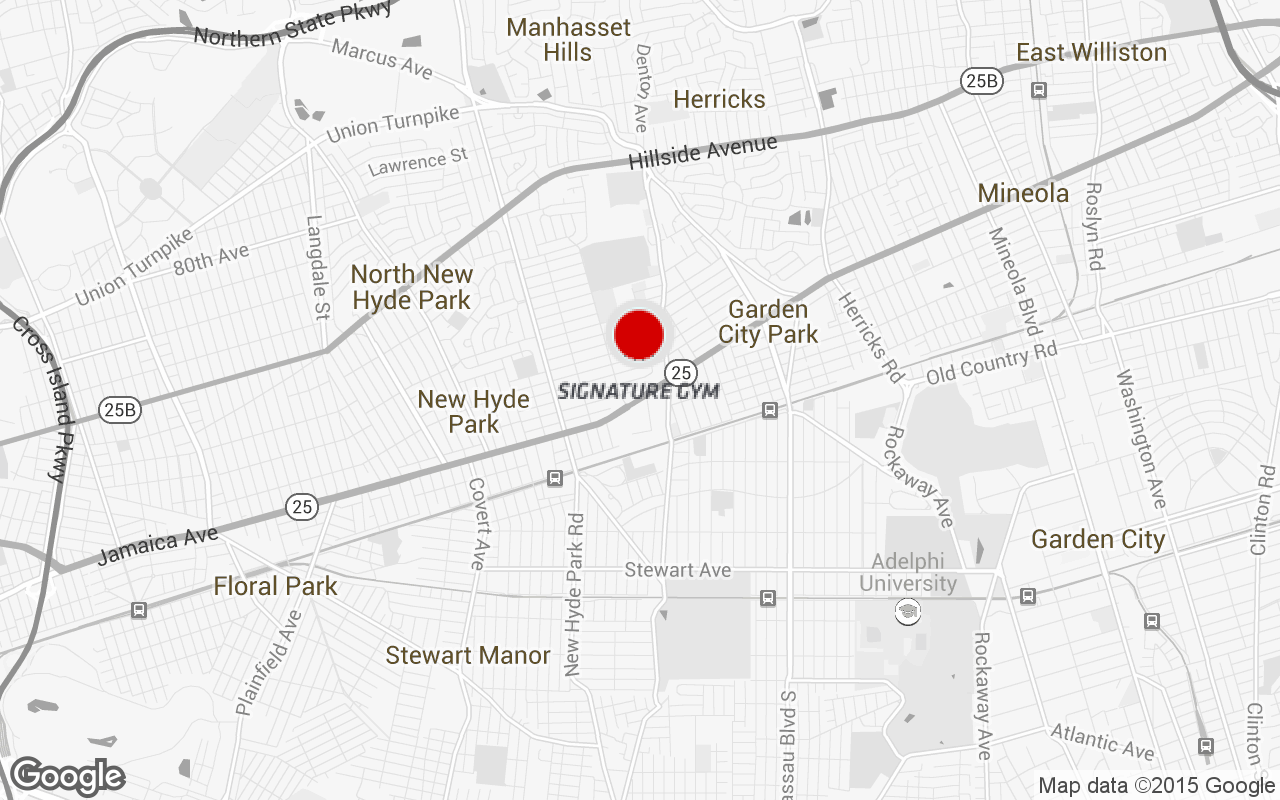 Northern State Pkwy
Manhasset
Hills
Marcus Ave
Denton Ave
East Williston
25B
Herricks
Union Turnpike
Hillside Avenue
Lawrence St
Mineola
Roslyn Rd
Langdale St
Union Turnpike
80th Ave
Mineola Blvd
North New
Hyde Park
Garden
City Park
Herricks Rd
Cross Island Pkwy
25
SIGNATURE GYM
Old Country Rd
Washington Ave
New Hyde
Park
25B
Rockaway Ave
Clinton Rd
25
Covert Ave
Jamaica Ave
New Hyde Park Rd
Garden City
Stewart Ave
Adelphi
University
Floral Park
Plainfield Ave
Stewart Manor
Rockaway Ave
assau Blvd S
Clinton
Atlantic Ave
Google
Map data ©2015 Google